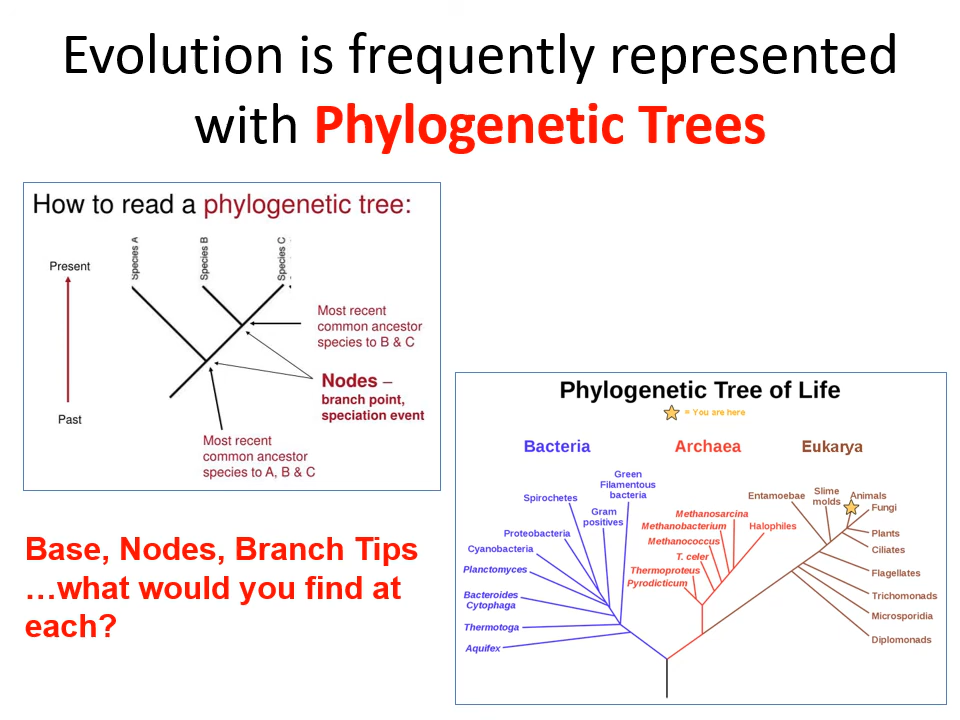 Evolution is frequently represented
with Phylogenetic Trees
How to read a phylogenetic tree:
Species A
Species B
Species C
Present
Past
Most recent
common ancestor
species to B & C
Nodes –
branch point,
speciation event
Most recent
common ancestor
species to A, B & C
Base, Nodes, Branch Tips
…what would you find at
each?
Phylogenetic Tree of Life
= You are here
Bacteria
Archaea
Eukarya
Green
Filamentous
bacteria
Spirochetes
Gram
positives
Proteobacteria
Cyanobacteria
Planctomyces
Bacteroides
Cytophaga
Thermotoga
Aquifex
Methanosarcina
Methanobacterium
Halophiles
Methanococcus
T. celer
Thermoproteus
Pyrodicticum
Entamoebae
Slime
molds
Animals
Fungi
Plants
Ciliates
Flagellates
Trichomonads
Microsporidia
Diplomonads